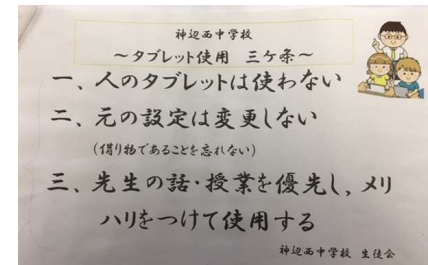 神辺西中学校
～タブレット使用 三ケ条～
一、人のタブレットは使わない
二、元の設定は変更しない
(借り物であることを忘れない)
三、先生の話・授業を優先し，メリ
ハリをつけて使用する
神辺西中学校 生徒会